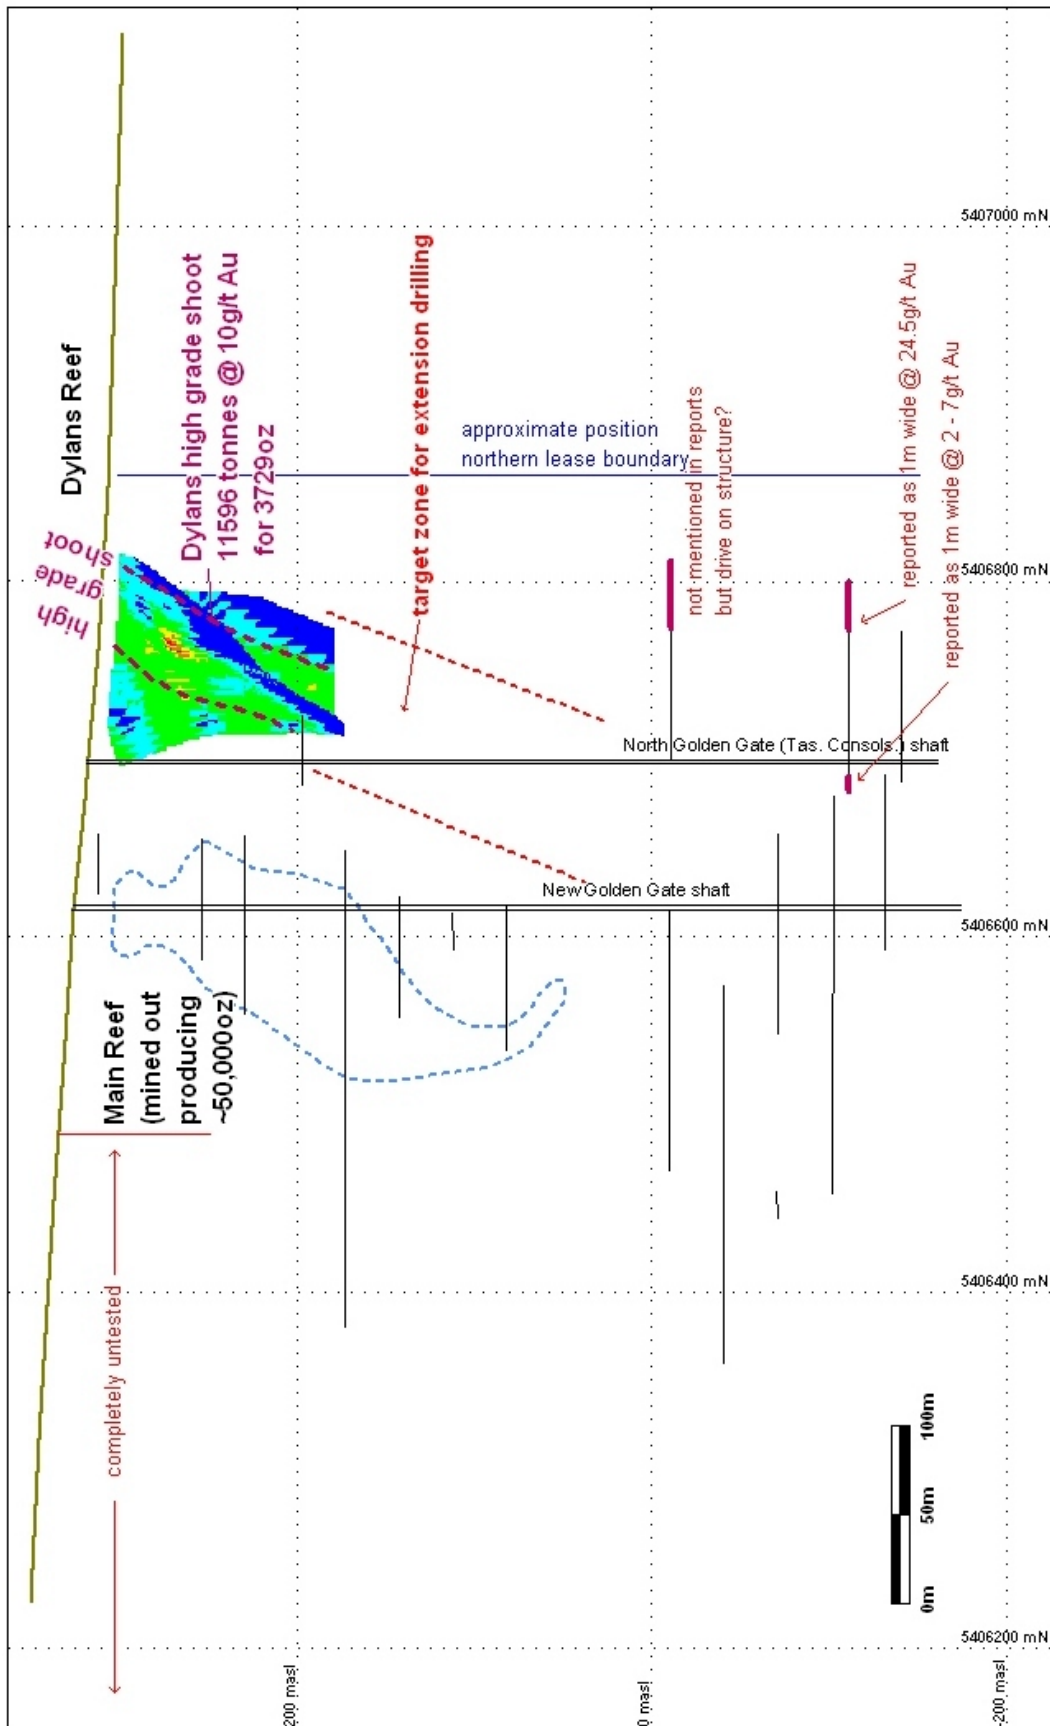 Dylans Reef
high
grade
shoot
Dylans high grade shoot
11596 tonnes @ 10g/t Au
for 3729oz
target zone for extension drilling
approximate position
northern lease boundary
not mentioned in reports
but drive on structure?
reported as 1m wide @ 24.5g/t Au
reported as 1m wide @ 2 - 7g/t Au
North Golden Gate (Tas. Consols.) shaft
New Golden Gate shaft
Main Reef
(mined out
producing
~50,000oz)
completely untested
5407000 mN
5406800 mN
5406600 mN
5406400 mN
5406200 mN
200 masl
0 masl
-200 masl
0m
50m
100m